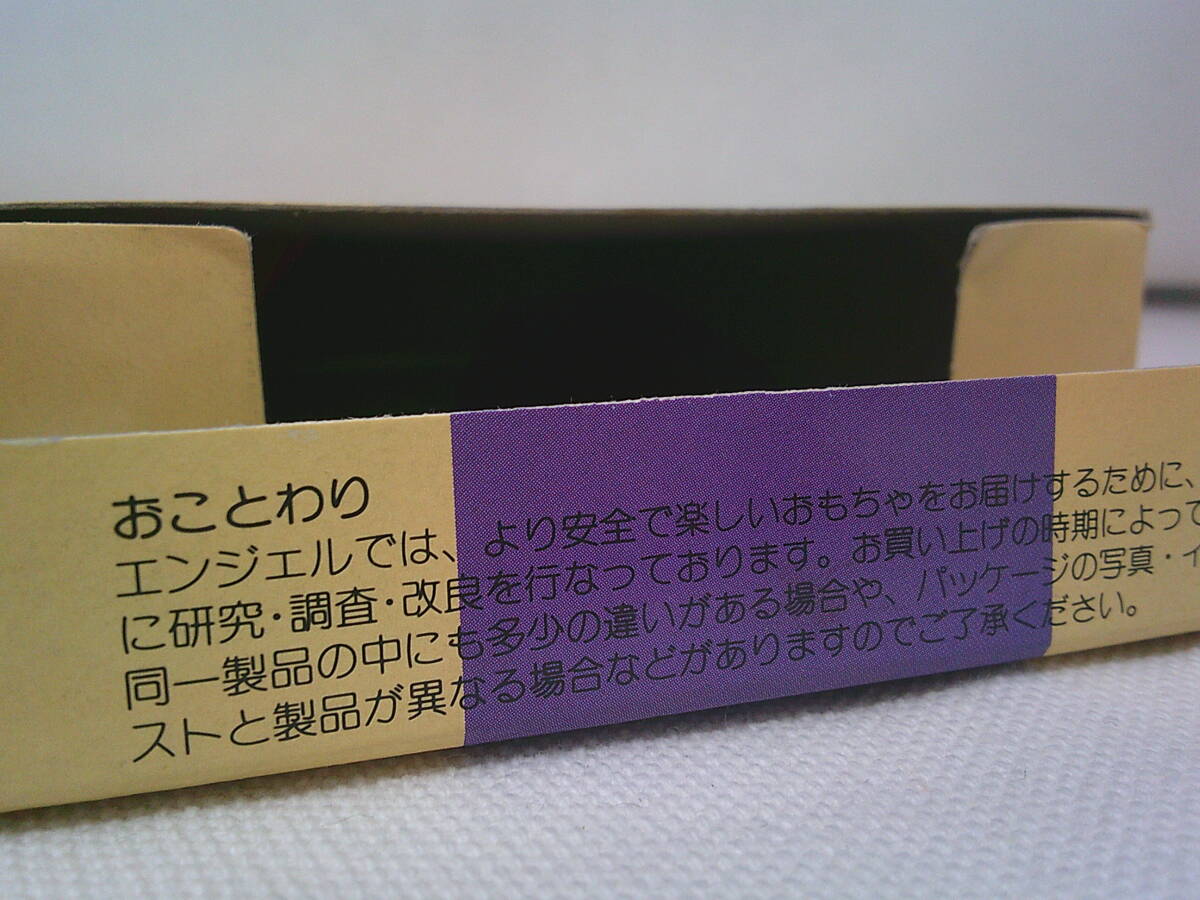 おことわり
エンジェルでは、より安全で楽しいおもちゃをお届けするために、
に研究・調査・改良を行なっております。お買い上げの時期によって
同一製品の中にも多少の違いがある場合や、パッケージの写真・イ
ストと製品が異なる場合などがありますのでご了承ください。